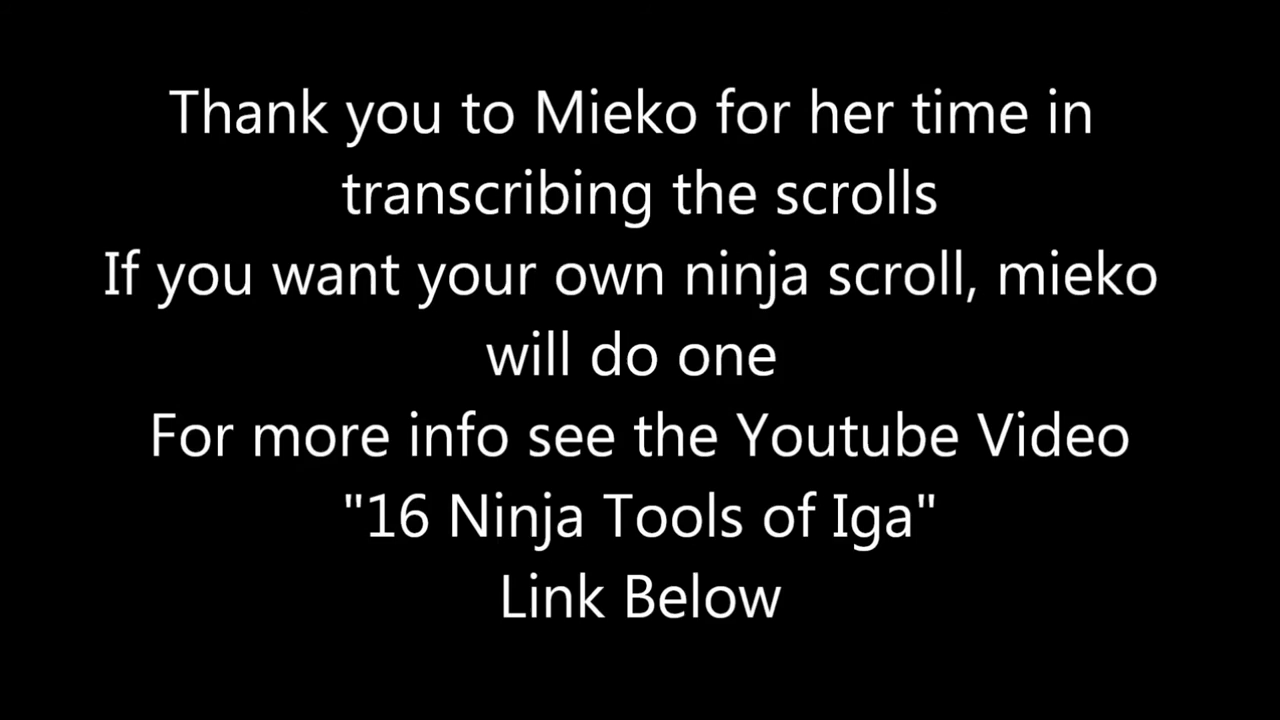 Thank you to Mieko for her time in
transcribing the scrolls
If you want your own ninja scroll, mieko
will do one
For more info see the Youtube Video
"16 Ninja Tools of Iga"
Link Below